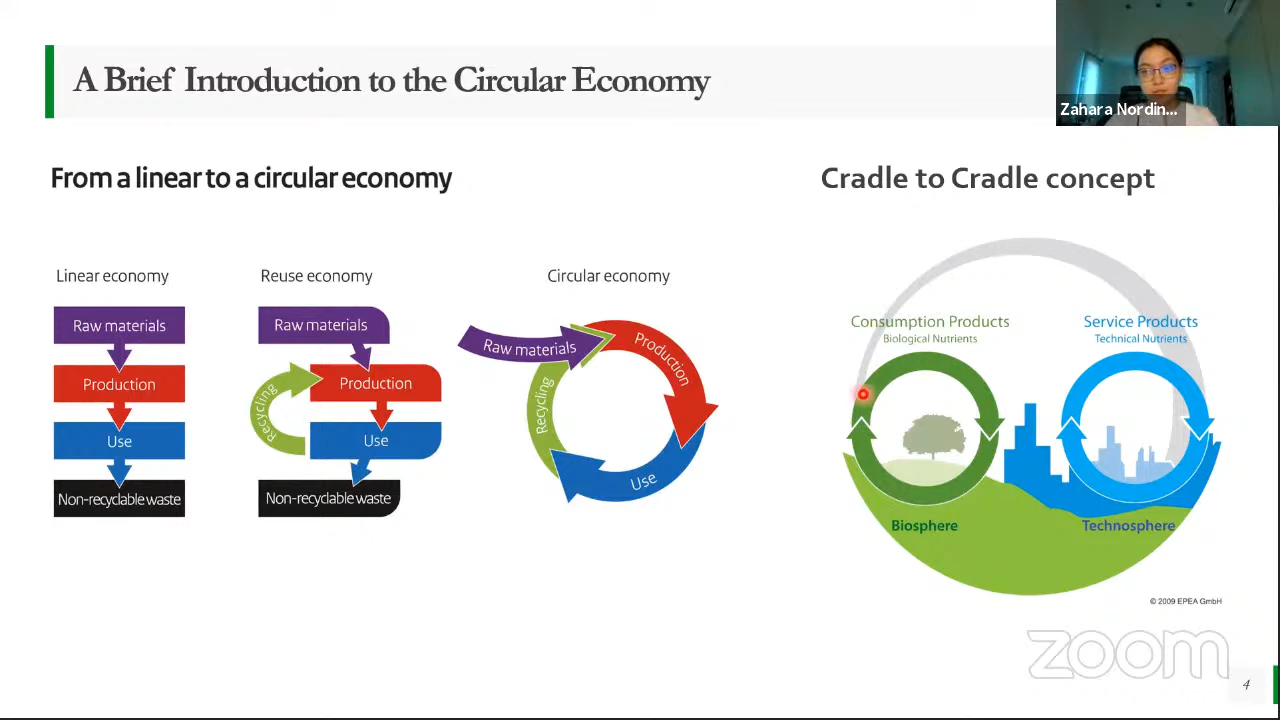 A Brief Introduction to the Circular Economy
Zahara Nordin...
From a linear to a circular economy
Cradle to Cradle concept
Linear economy
Raw materials
Production
Use
Non-recyclable waste
Reuse economy
Raw materials
Production
Recycling
Use
Non-recyclable waste
Circular economy
Raw materials
Production
Recycling
Use
Consumption Products
Biological Nutrients
Service Products
Technical Nutrients
Biosphere
Technosphere
© 2009 EPEA GmbH
zoom
4